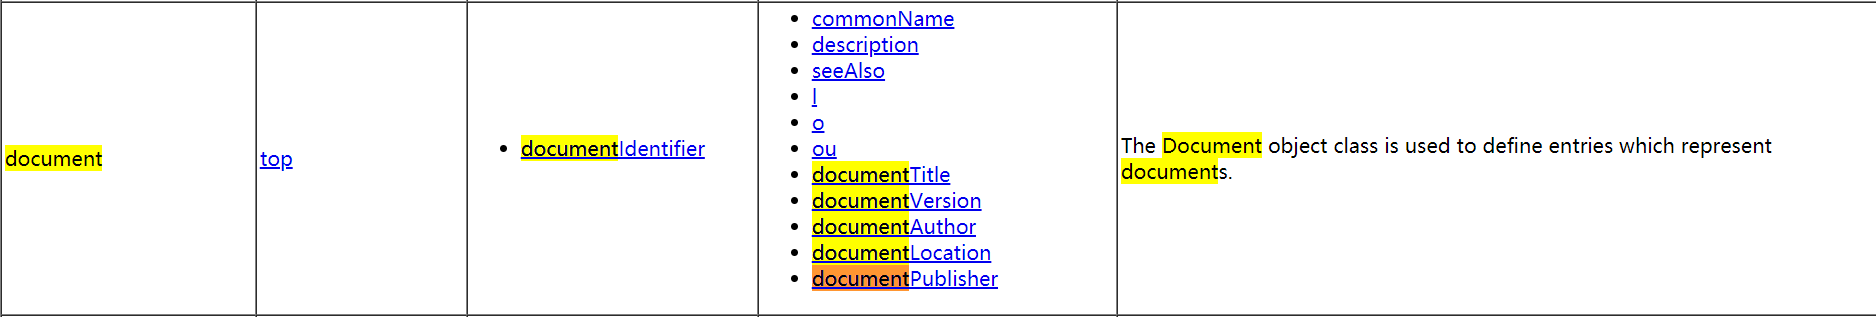 document
top
documentIdentifier
commonName
description
seeAlso
l
o
ou
documentTitle
documentVersion
documentAuthor
documentLocation
documentPublisher
The Document object class is used to define entries which represent
documents.